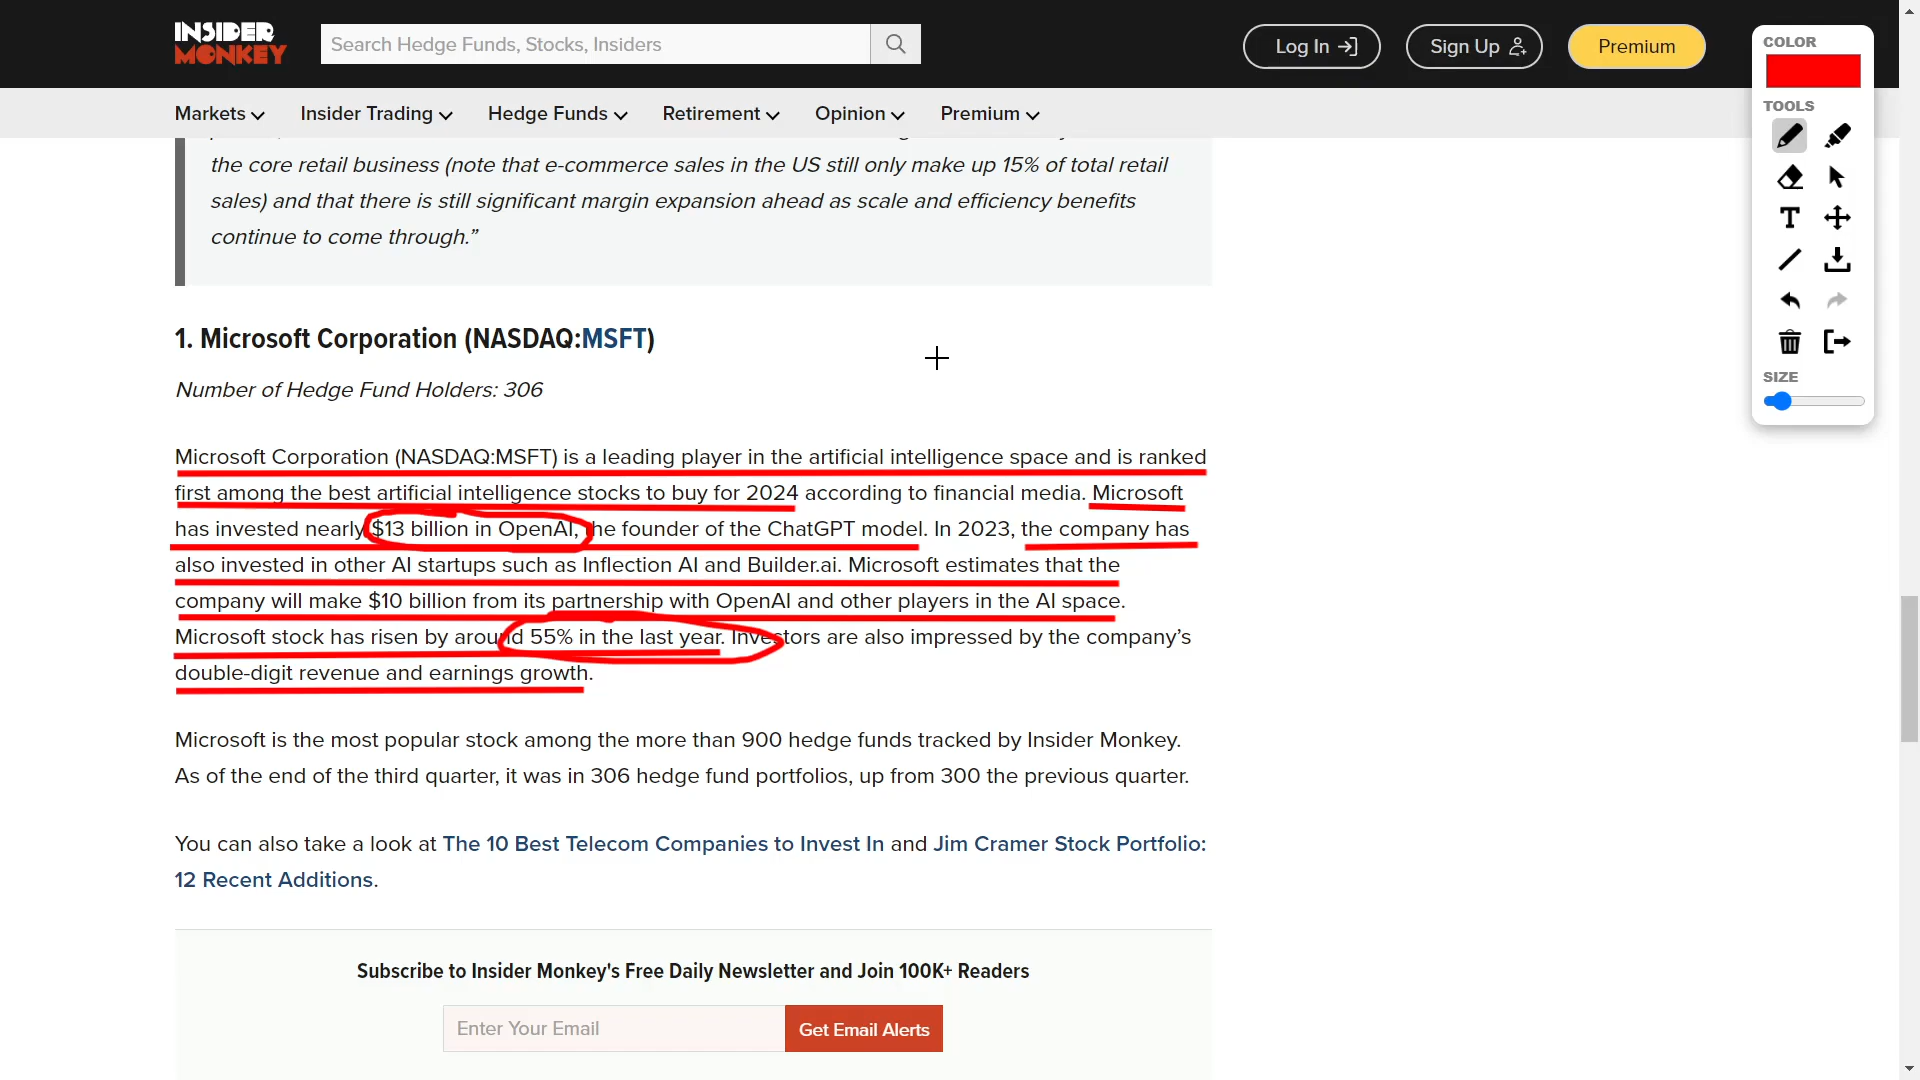 INSIDER
MONKEY
Search Hedge Funds, Stocks, Insiders
Log In
Sign Up
Premium
Markets
Insider Trading
Hedge Funds
Retirement
Opinion
Premium
the core retail business (note that e-commerce sales in the US still only make up 15% of total retail
sales) and that there is still significant margin expansion ahead as scale and efficiency benefits
continue to come through.”
1. Microsoft Corporation (NASDAQ:MSFT)
Number of Hedge Fund Holders: 306
Microsoft Corporation (NASDAQ:MSFT) is a leading player in the artificial intelligence space and is ranked
first among the best artificial intelligence stocks to buy for 2024 according to financial media. Microsoft
has invested nearly $13 billion in OpenAI, the founder of the ChatGPT model. In 2023, the company has
also invested in other AI startups such as Inflection AI and Builder.ai. Microsoft estimates that the
company will make $10 billion from its partnership with OpenAI and other players in the AI space.
Microsoft stock has risen by around 55% in the last year. Investors are also impressed by the company’s
double-digit revenue and earnings growth.
Microsoft is the most popular stock among the more than 900 hedge funds tracked by Insider Monkey.
As of the end of the third quarter, it was in 306 hedge fund portfolios, up from 300 the previous quarter.
You can also take a look at The 10 Best Telecom Companies to Invest In and Jim Cramer Stock Portfolio:
12 Recent Additions.
Subscribe to Insider Monkey's Free Daily Newsletter and Join 100K+ Readers
Enter Your Email
Get Email Alerts
COLOR
TOOLS
SIZE